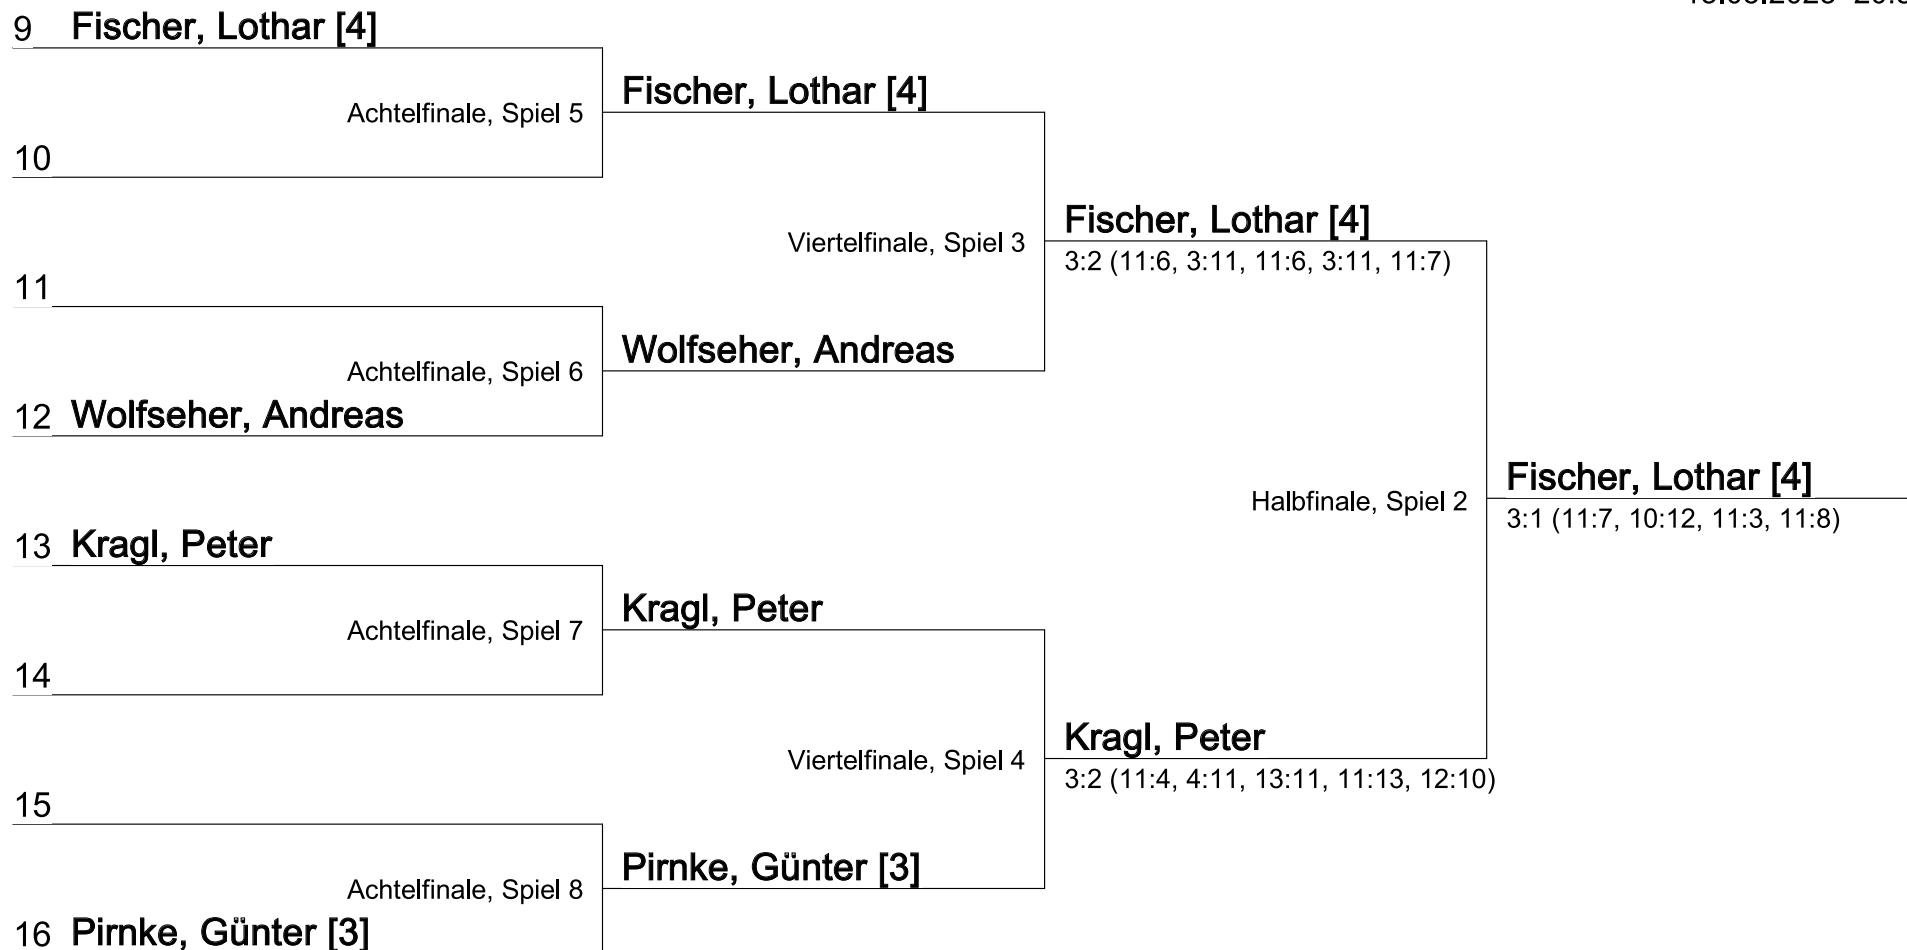 9 Fischer, Lothar [4]
Fischer, Lothar [4]
Achtelfinale, Spiel 5
10
Fischer, Lothar [4]
Viertelfinale, Spiel 3
3:2 (11:6, 3:11, 11:6, 3:11, 11:7)
11
Wolfseher, Andreas
Achtelfinale, Spiel 6
12 Wolfseher, Andreas
Fischer, Lothar [4]
Halbfinale, Spiel 2
3:1 (11:7, 10:12, 11:3, 11:8)
13 Kragl, Peter
Kragl, Peter
Achtelfinale, Spiel 7
14
Kragl, Peter
Viertelfinale, Spiel 4
3:2 (11:4, 4:11, 13:11, 11:13, 12:10)
15
Pirnke, Günter [3]
Achtelfinale, Spiel 8
16 Pirnke, Günter [3]